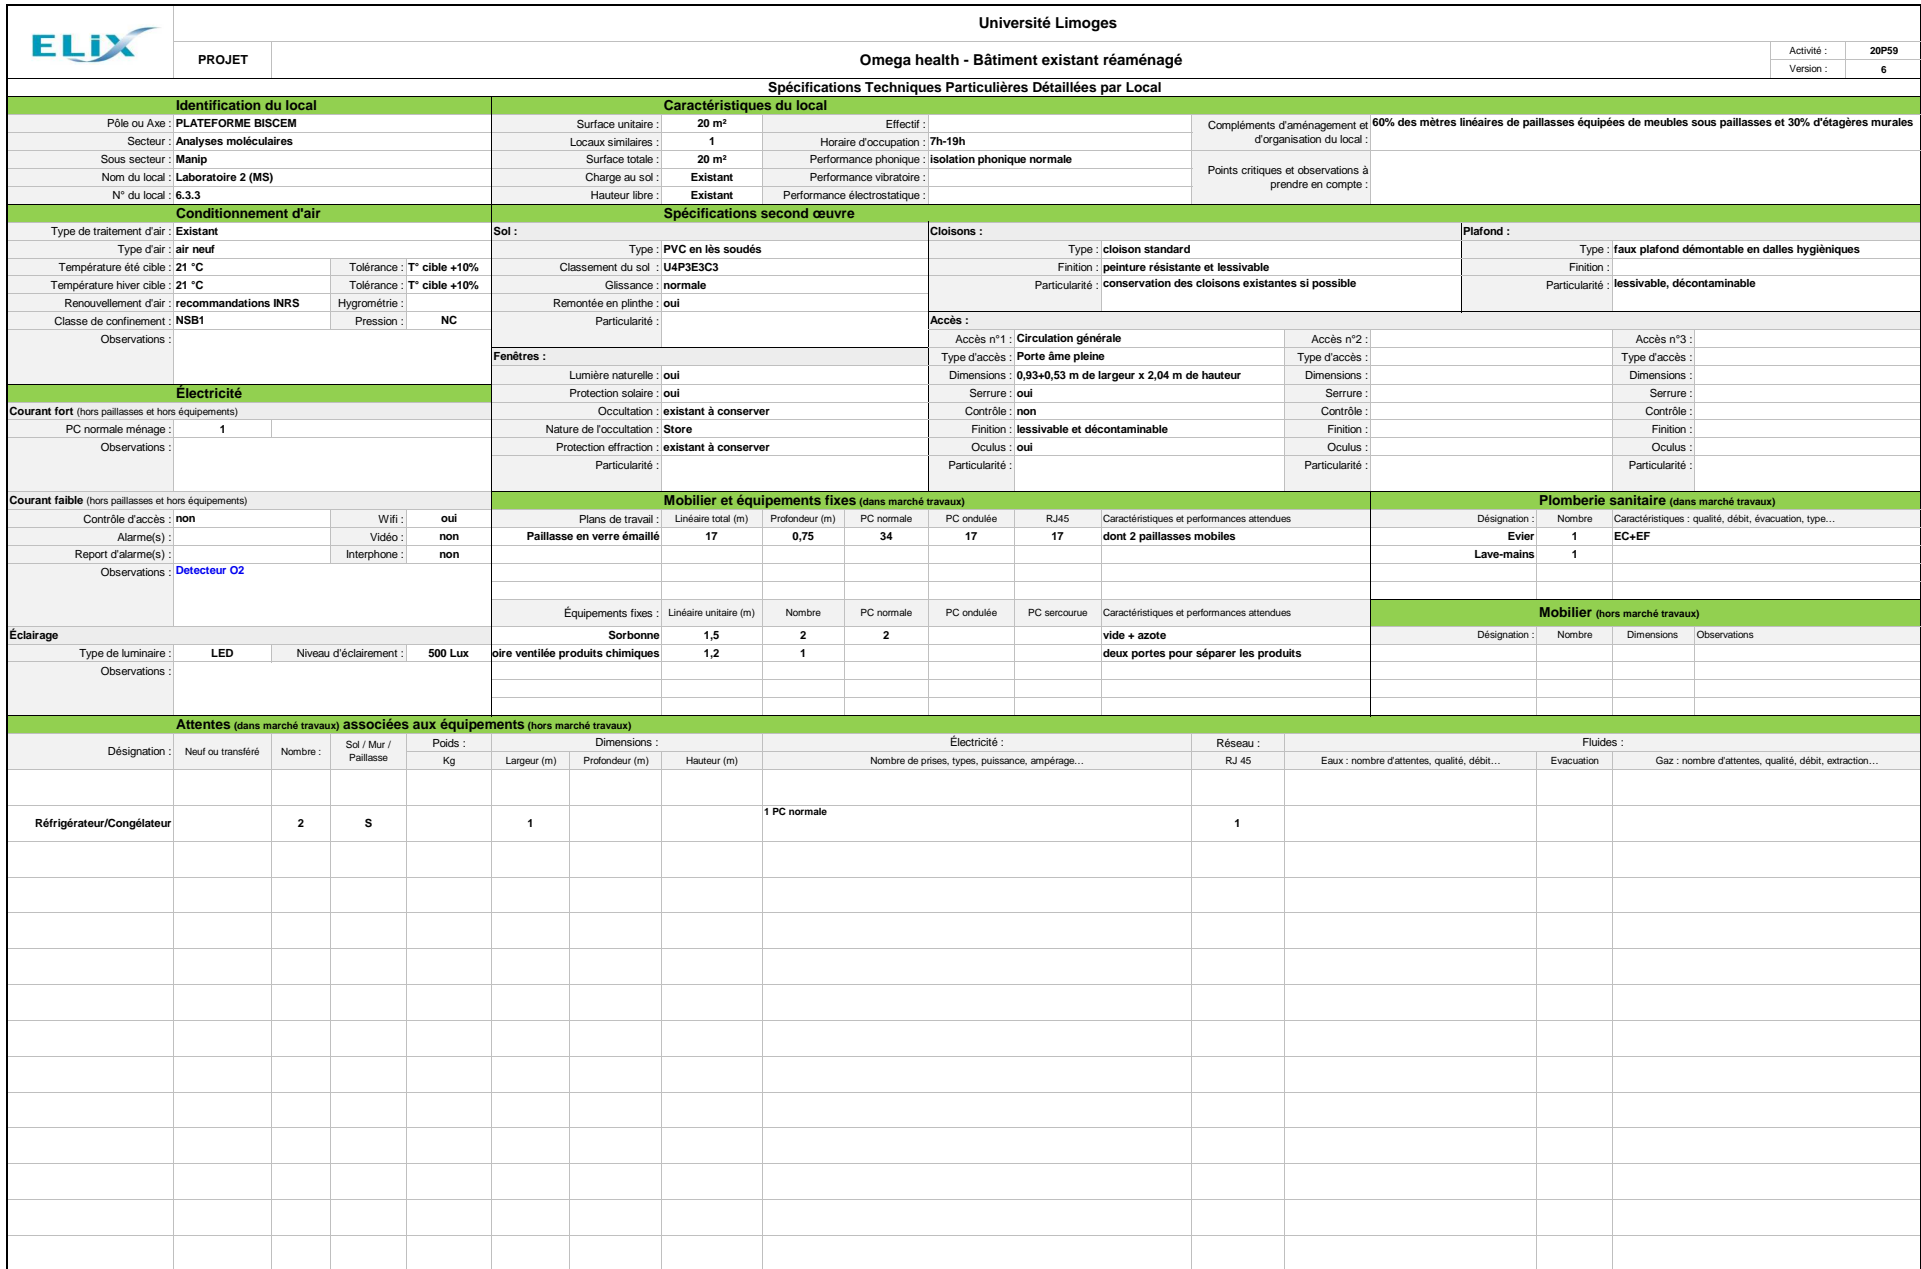 ELiX
Université Limoges
PROJET
Omega health - Bâtiment existant réaménagé
Activité : 20P59
Version : 6
Spécifications Techniques Particulières Détaillées par Local
Identification du local
Pôle ou Axe : PLATEFORME BISCEM
Secteur : Analyses moléculaires
Sous secteur : Manip
Nom du local : Laboratoire 2 (MS)
N° du local : 6.3.3
Caractéristiques du local
Surface unitaire : 20 m² Effectif :
Locaux similaires : 1 Horaire d'occupation : 7h-19h
Surface totale : 20 m² Performance phonique : isolation phonique normale
Charge au sol : Existant Performance vibratoire :
Hauteur libre : Existant Performance électrostatique :
Compléments d'aménagement et d'organisation du local : 60% des mètres linéaires de paillasses équipées de meubles sous paillasses et 30% d'étagères murales
Points critiques et observations à prendre en compte :
Conditionnement d'air
Type de traitement d'air : Existant
Type d'air : air neuf
Température été cible : 21 °C Tolérance : T° cible +10%
Température hiver cible : 21 °C Tolérance : T° cible +10%
Renouvellement d'air : recommandations INRS Hygrométrie :
Classe de confinement : NSB1 Pression : NC
Observations :
Spécifications second œuvre
Sol :
Type : PVC en lès soudés
Classement du sol : U4P3E3C3
Glissance : normale
Remontée en plinthe : oui
Particularité :
Cloisons :
Type : cloison standard
Finition : peinture résistante et lessivable
Particularité : conservation des cloisons existantes si possible
Plafond :
Type : faux plafond démontable en dalles hygièniques
Finition :
Particularité : lessivable, décontaminable
Fenêtres :
Lumière naturelle : oui
Protection solaire : oui
Occultation : existant à conserver
Nature de l'occultation : Store
Protection effraction : existant à conserver
Particularité :
Accès :
Accès n°1 : Circulation générale Accès n°2 : Accès n°3 :
Type d'accès : Porte âme pleine Type d'accès : Type d'accès :
Dimensions : 0,93+0,53 m de largeur x 2,04 m de hauteur Dimensions : Dimensions :
Serrure : oui Serrure : Serrure :
Contrôle : non Contrôle : Contrôle :
Finition : lessivable et décontaminable Finition : Finition :
Oculus : oui Oculus : Oculus :
Particularité : Particularité : Particularité :
Électricité
Courant fort (hors paillasses et hors équipements)
PC normale ménage : 1
Observations :
Courant faible (hors paillasses et hors équipements)
Contrôle d'accès : non Wifi : oui
Alarme(s) : Vidéo : non
Report d'alarme(s) : Interphone : non
Observations : Detecteur O2
Éclairage
Type de luminaire : LED Niveau d'éclairement : 500 Lux
Observations :
Mobilier et équipements fixes (dans marché travaux)
Plans de travail : Linéaire total (m) Profondeur (m) PC normale PC ondulée RJ45 Caractéristiques et performances attendues
Paillasse en verre émaillé 17 0,75 34 17 17 dont 2 paillasses mobiles
Équipements fixes : Linéaire unitaire (m) Nombre PC normale PC ondulée PC sercourue Caractéristiques et performances attendues
Sorbonne 1,5 2 2 vide + azote
oire ventilée produits chimiques 1,2 1 deux portes pour séparer les produits
Plomberie sanitaire (dans marché travaux)
Désignation : Nombre Caractéristiques : qualité, débit, évacuation, type…
Evier 1 EC+EF
Lave-mains 1
Mobilier (hors marché travaux)
Désignation : Nombre Dimensions Observations
Attentes (dans marché travaux) associées aux équipements (hors marché travaux)
Désignation : Neuf ou transféré Nombre : Sol / Mur / Paillasse Poids : Dimensions : Électricité : Réseau : Fluides :
Kg Largeur (m) Profondeur (m) Hauteur (m) Nombre de prises, types, puissance, ampérage… RJ 45 Eaux : nombre d'attentes, qualité, débit… Evacuation Gaz : nombre d'attentes, qualité, débit, extraction…
Réfrigérateur/Congélateur 2 S 1 1 PC normale 1